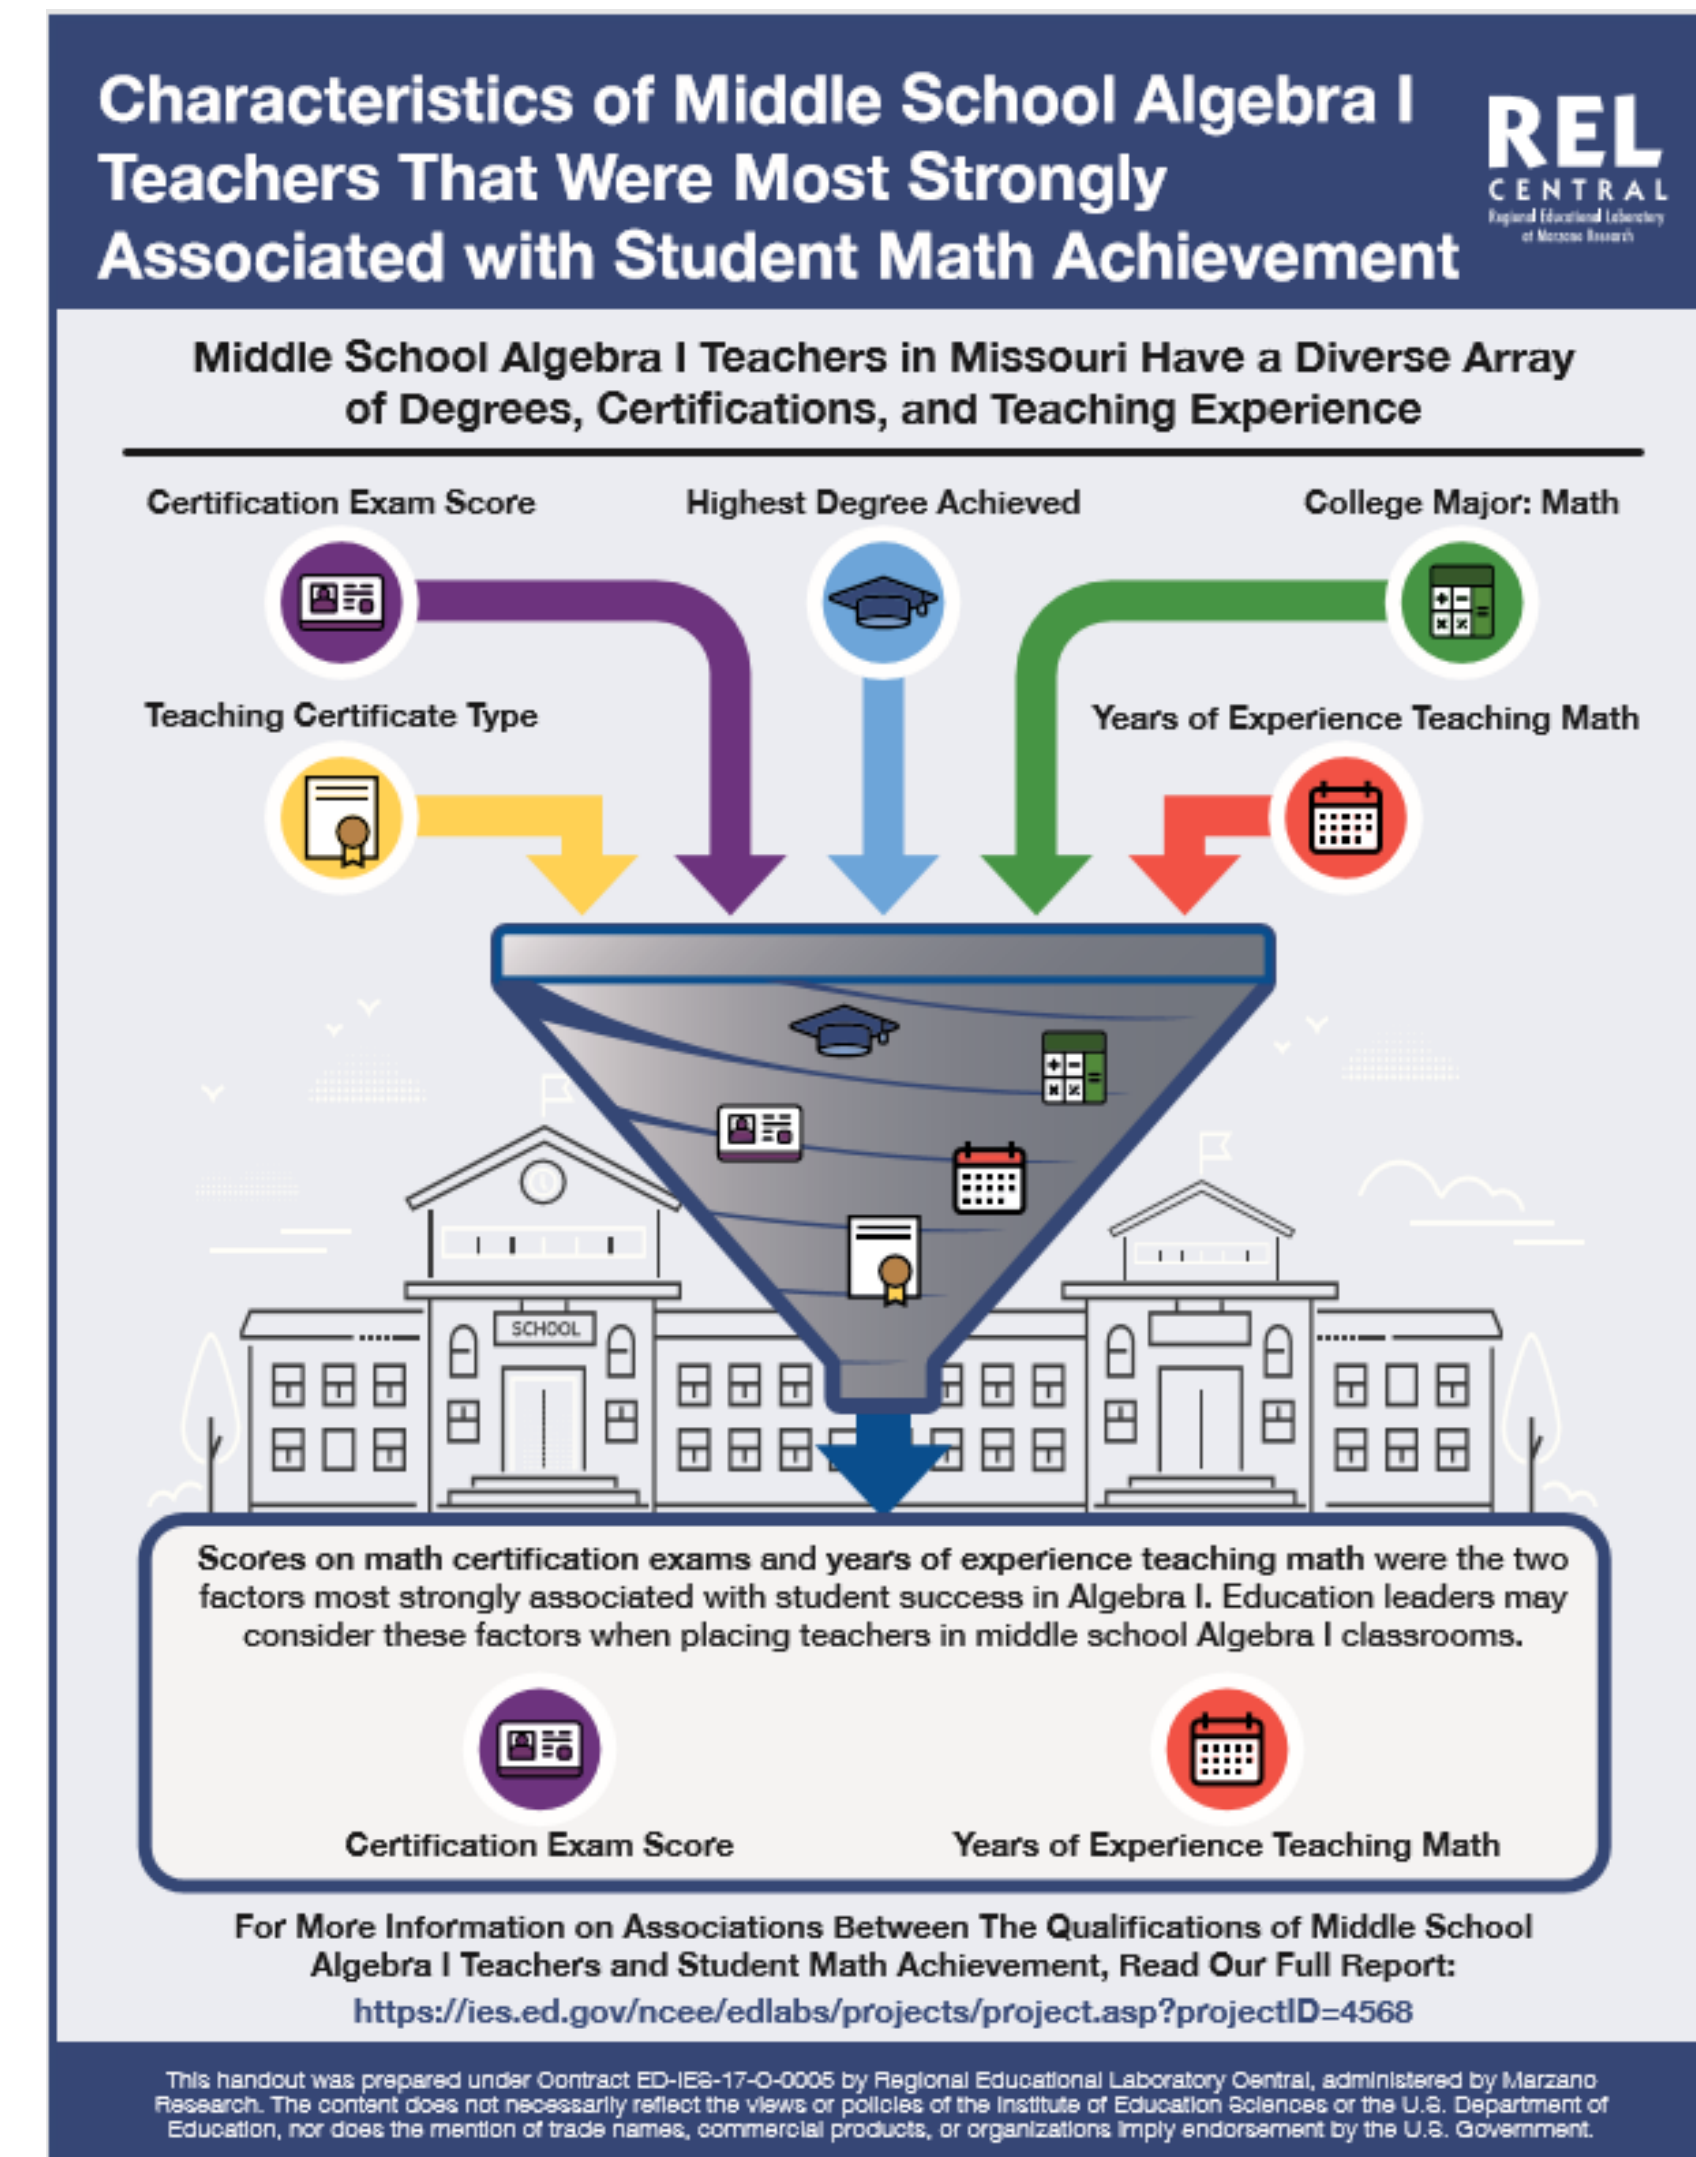 Characteristics of Middle School Algebra I
Teachers That Were Most Strongly
Associated with Student Math Achievement
REL
CENTRAL
Regional Educational Laboratory
at Marzano Research
Middle School Algebra I Teachers in Missouri Have a Diverse Array
of Degrees, Certifications, and Teaching Experience
Certification Exam Score
Highest Degree Achieved
College Major: Math
Teaching Certificate Type
Years of Experience Teaching Math
SCHOOL
Scores on math certification exams and years of experience teaching math were the two
factors most strongly associated with student success in Algebra I. Education leaders may
consider these factors when placing teachers in middle school Algebra I classrooms.
Certification Exam Score
Years of Experience Teaching Math
For More Information on Associations Between The Qualifications of Middle School
Algebra I Teachers and Student Math Achievement, Read Our Full Report:
https://ies.ed.gov/ncee/edlabs/projects/project.asp?projectID=4568
This handout was prepared under Contract ED-IES-17-O-0005 by Regional Educational Laboratory Central, administered by Marzano
Research. The content does not necessarily reflect the views or policies of the Institute of Education Sciences or the U.S. Department of
Education, nor does the mention of trade names, commercial products, or organizations imply endorsement by the U.S. Government.